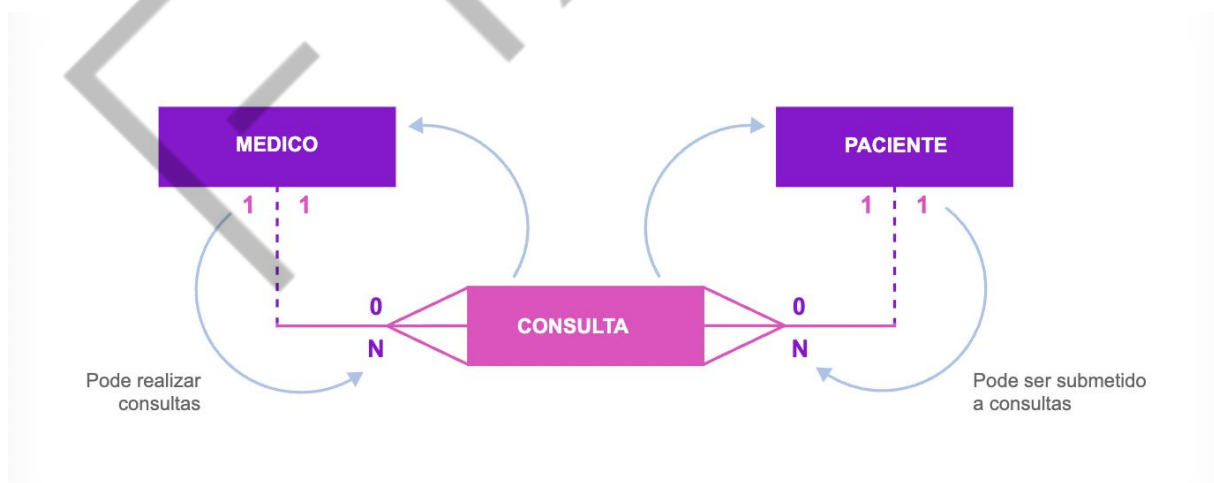 MEDICO
PACIENTE
1 1
1 1
0
0
CONSULTA
N
N
Pode realizar
consultas
Pode ser submetido
a consultas